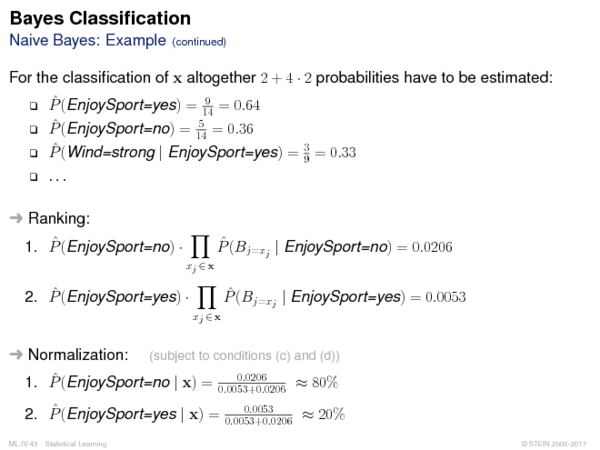 Bayes Classification
Naive Bayes: Example (continued)
For the classification of x altogether 2 + 4 · 2 probabilities have to be estimated:
❑ P̂(EnjoySport=yes) = 9/14 = 0.64
❑ P̂(EnjoySport=no) = 5/14 = 0.36
❑ P̂(Wind=strong | EnjoySport=yes) = 3/9 = 0.33
❑ . . .
➜ Ranking:
1. P̂(EnjoySport=no) · ∏_{x_j ∈ x} P̂(B_{j=x_j} | EnjoySport=no) = 0.0206
2. P̂(EnjoySport=yes) · ∏_{x_j ∈ x} P̂(B_{j=x_j} | EnjoySport=yes) = 0.0053
➜ Normalization: (subject to conditions (c) and (d))
1. P̂(EnjoySport=no | x) = 0.0206/(0.0053+0.0206) ≈ 80%
2. P̂(EnjoySport=yes | x) = 0.0053/(0.0053+0.0206) ≈ 20%
ML:IV-45 Statistical Learning © STEIN 2005-2017